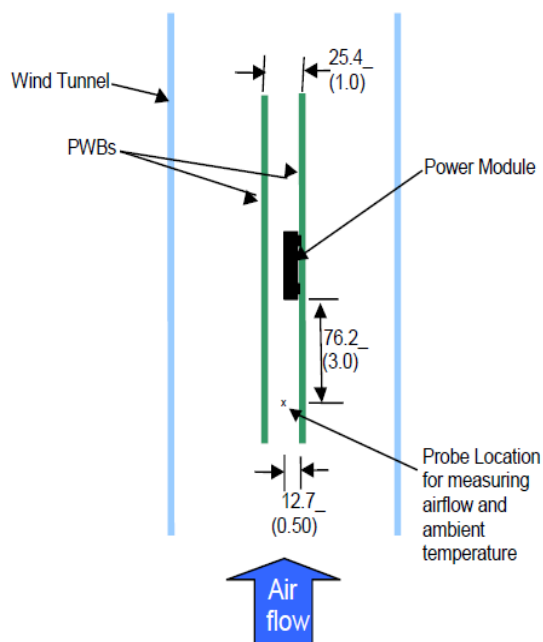 25.4_
(1.0)
Wind Tunnel
PWBs
Power Module
76.2_
(3.0)
x
Probe Location
for measuring
airflow and
ambient
temperature
12.7_
(0.50)
Air
flow